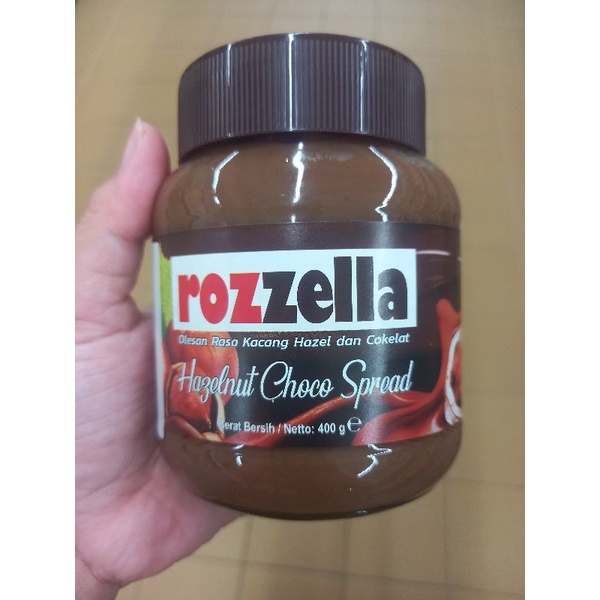 rozzella
Olesan Rasa Kacang Hazel dan Cokelat
Hazelnut Choco Spread
Berat Bersih / Netto: 400 g ℮